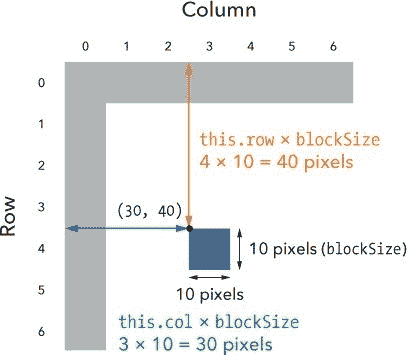 Column
0 1 2 3 4 5 6
Row
0
1
2
3
4
5
6
this.row × blockSize
4 × 10 = 40 pixels
(30, 40)
10 pixels (blockSize)
10 pixels
this.col × blockSize
3 × 10 = 30 pixels